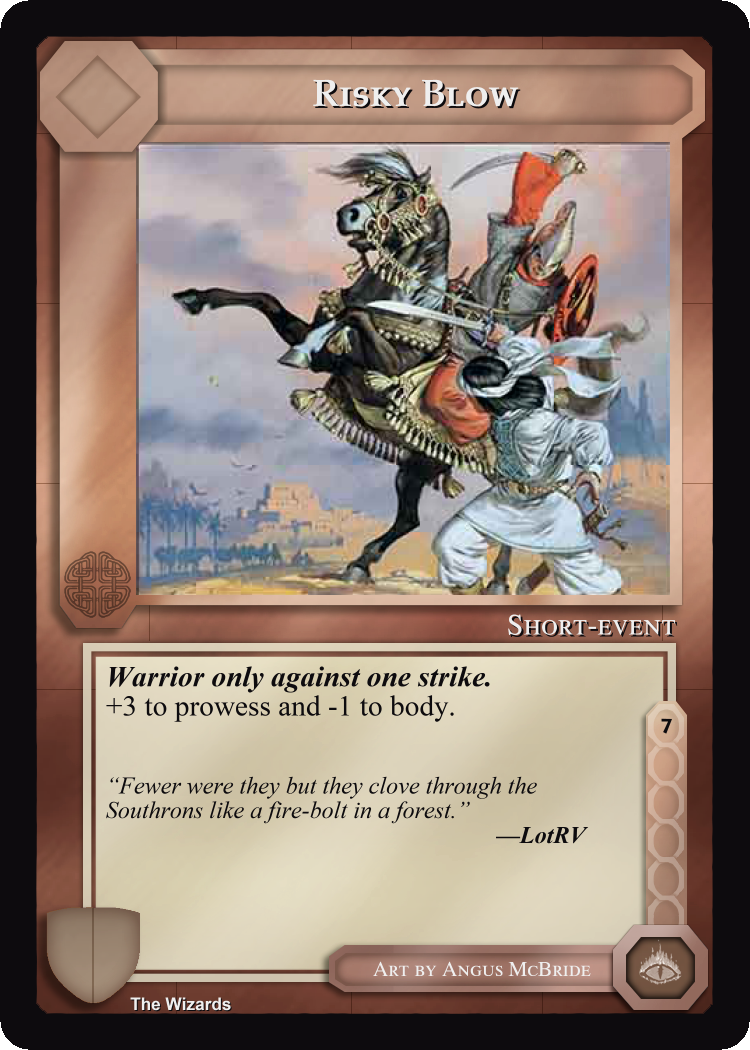 Risky Blow
Short-event
Warrior only against one strike.
+3 to prowess and -1 to body.
7
“Fewer were they but they clove through the
Southrons like a fire-bolt in a forest.”
—LotRV
Art by Angus McBride
The Wizards